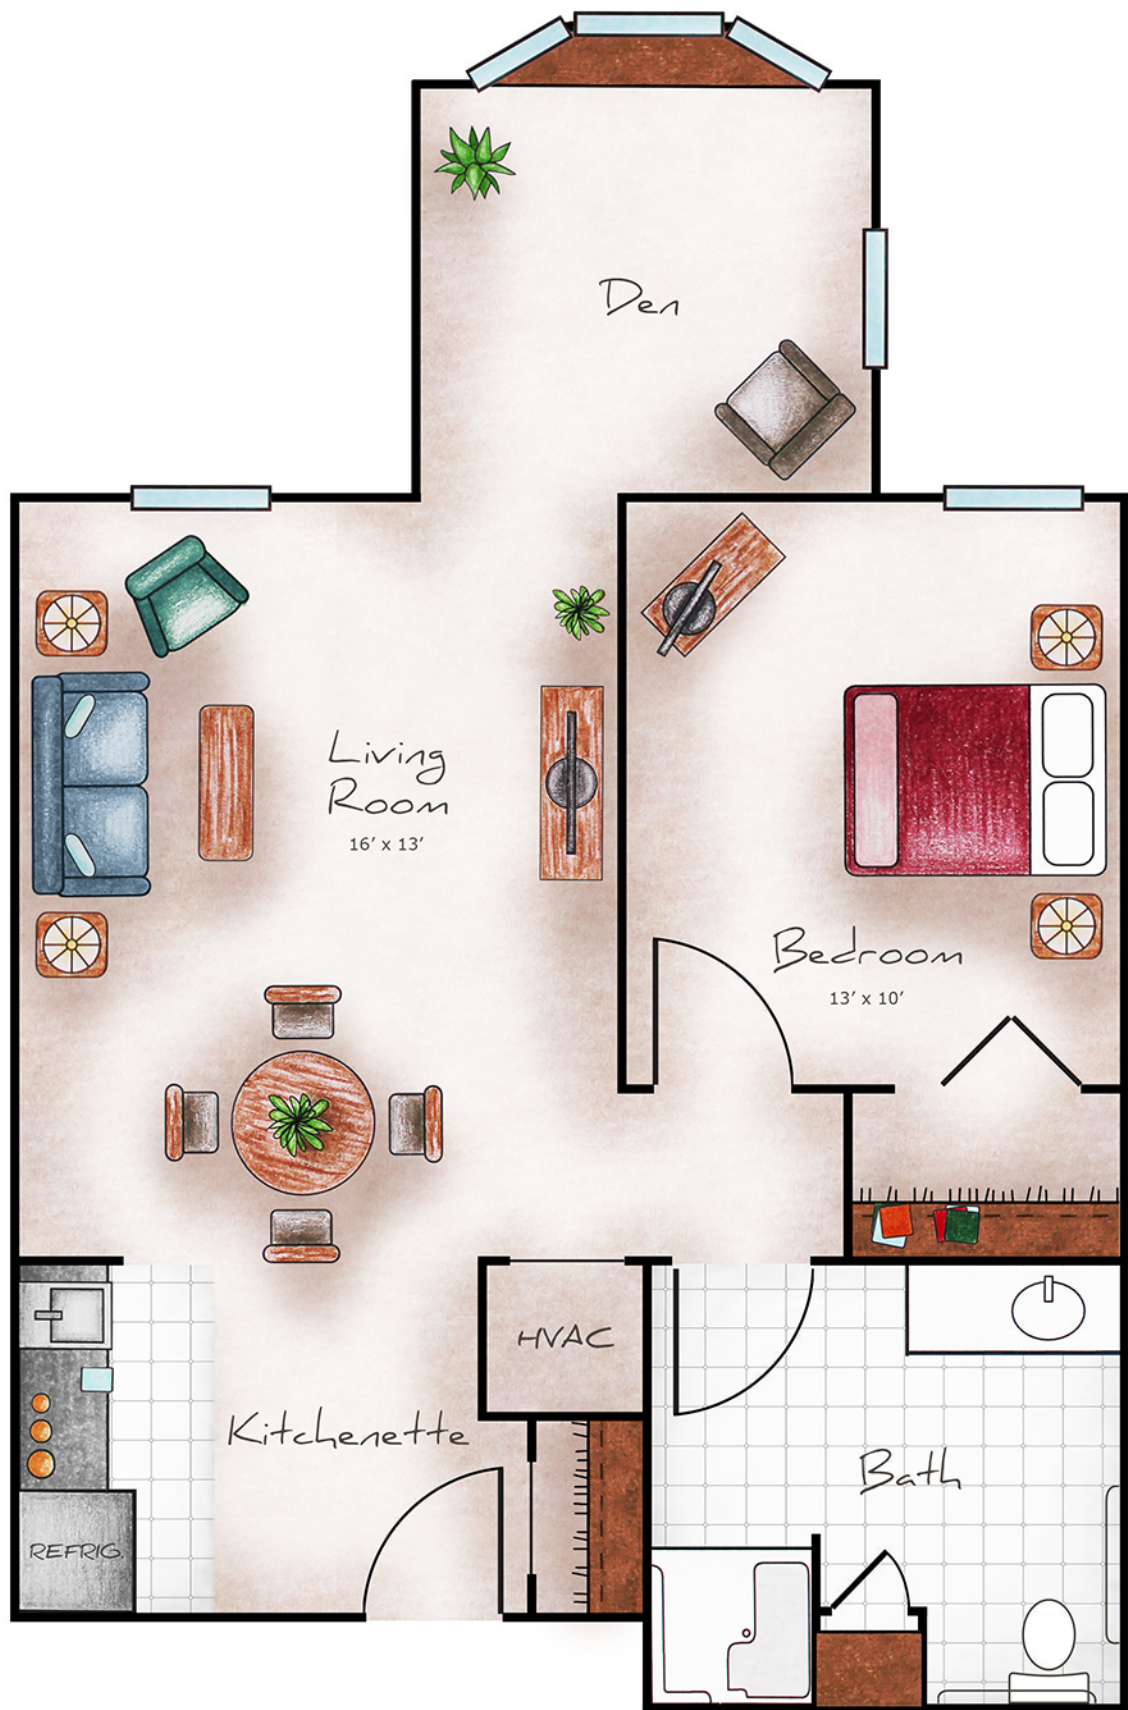 Den
Living
Room
16' x 13'
Bedroom
13' x 10'
HVAC
Kitchenette
Bath
REFRIG.